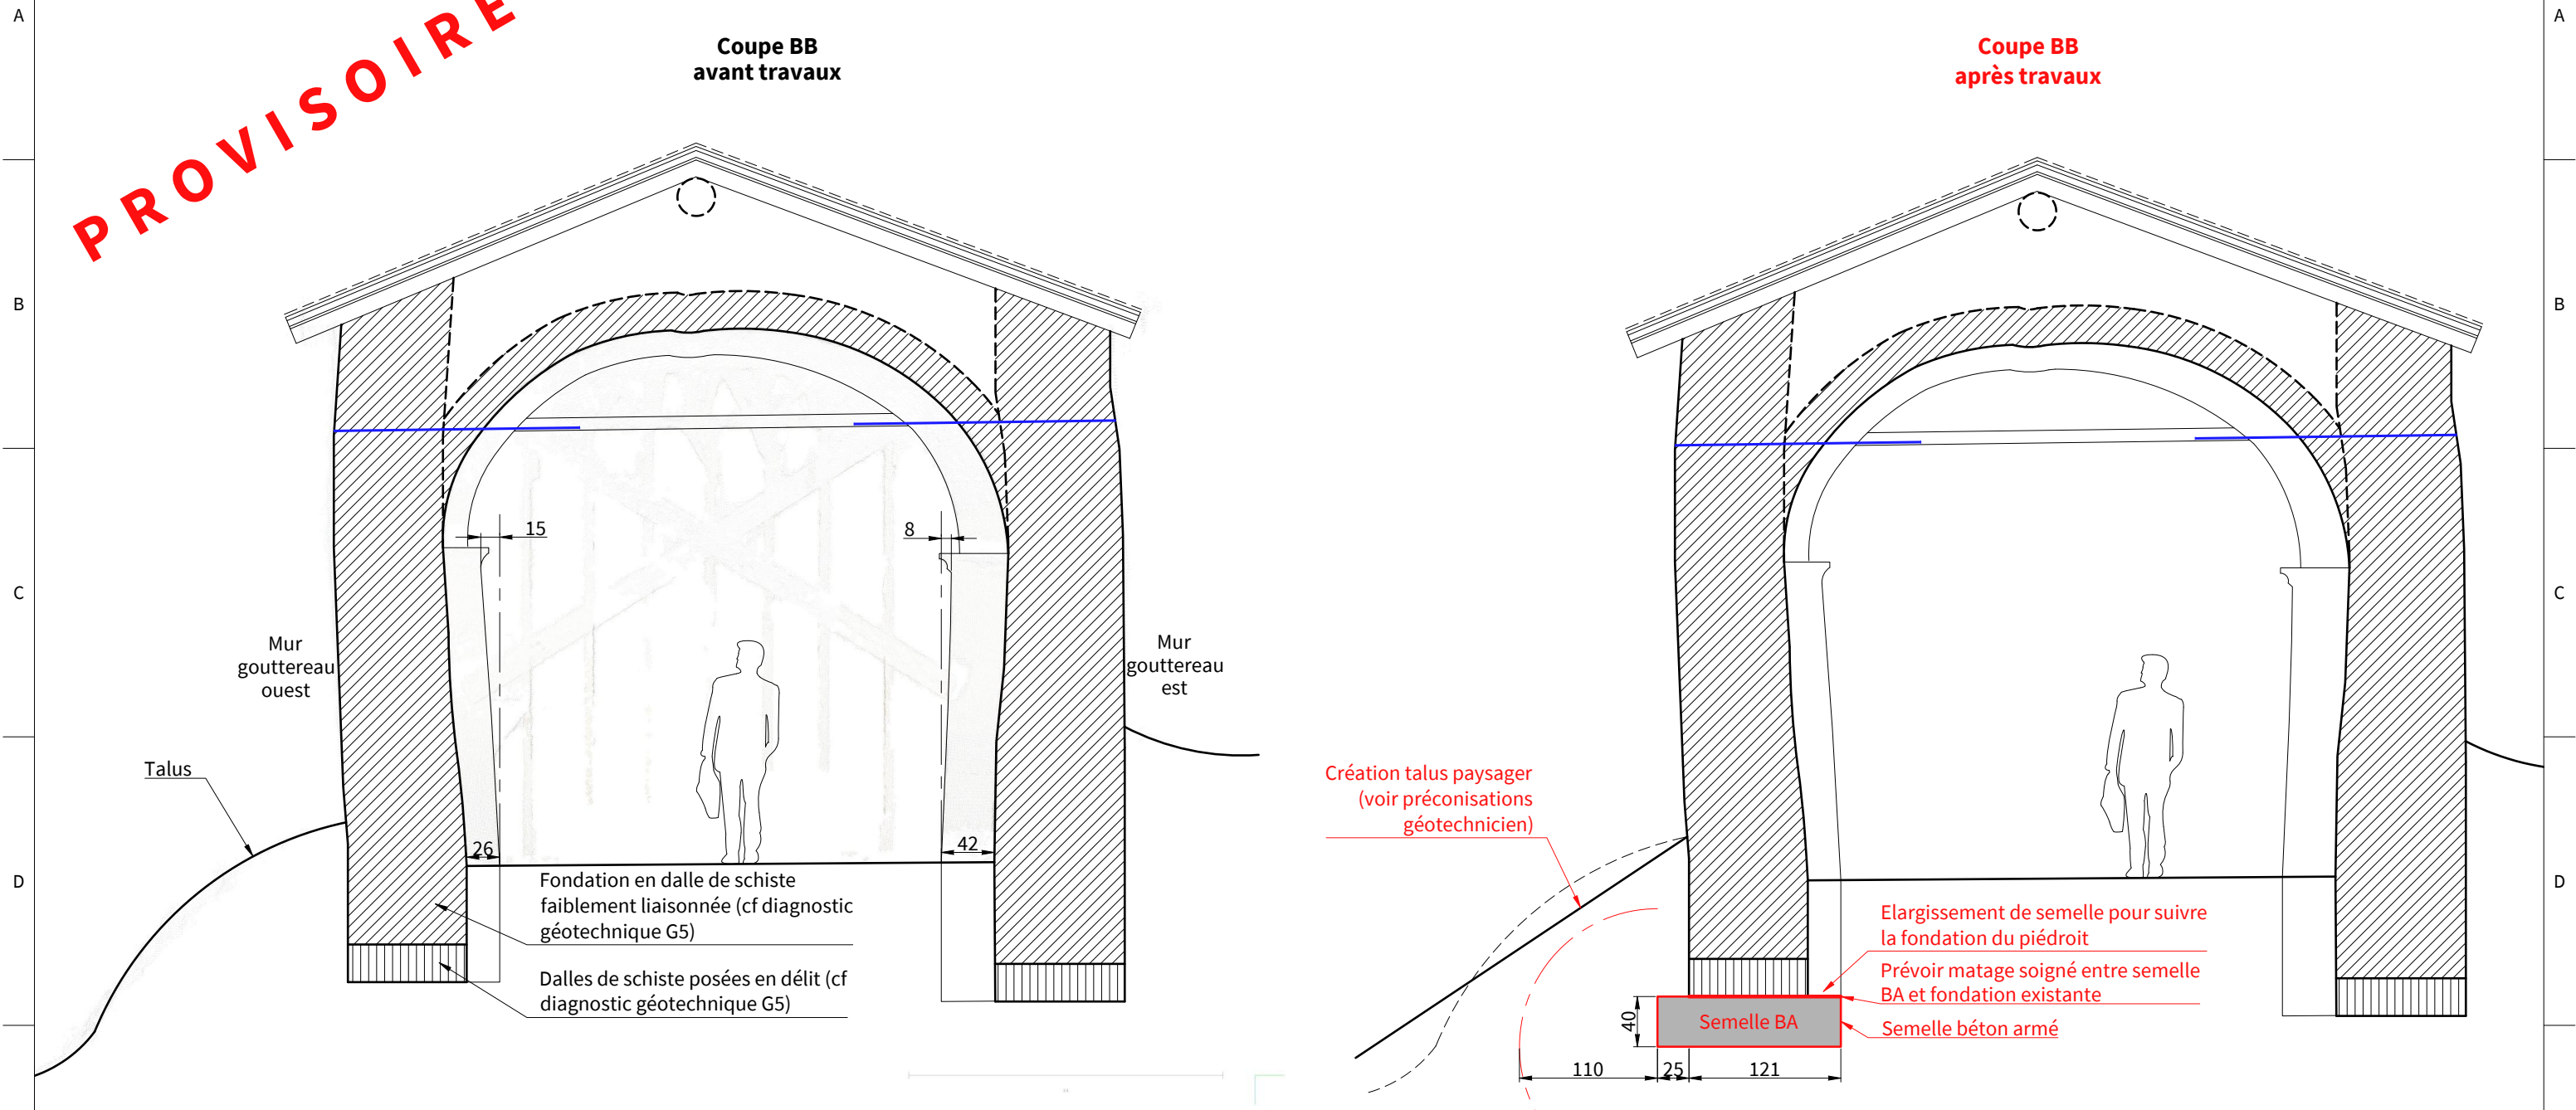 A
A
PROVISOIRE
Coupe BB
avant travaux
Coupe BB
après travaux
B
B
15
8
C
C
Mur
gouttereau
ouest
Mur
gouttereau
est
Talus
26
42
D
D
Fondation en dalle de schiste
faiblement liaisonnée (cf diagnostic
géotechnique G5)
Dalles de schiste posées en délit (cf
diagnostic géotechnique G5)
Création talus paysager
(voir préconisations
géotechnicien)
Elargissement de semelle pour suivre
la fondation du piédroit
Prévoir matage soigné entre semelle
BA et fondation existante
Semelle béton armé
Semelle BA
40
110
25
121